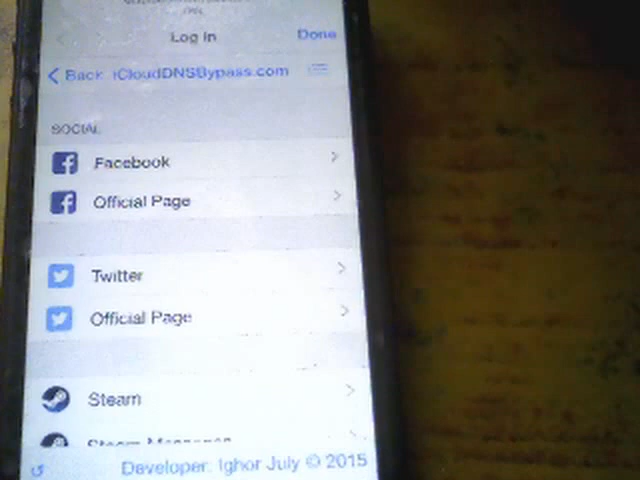 Log In
Done
Back iCloudDNSBypass.com
SOCIAL
Facebook
Official Page
Twitter
Official Page
Steam
Developer: Ighor July © 2015